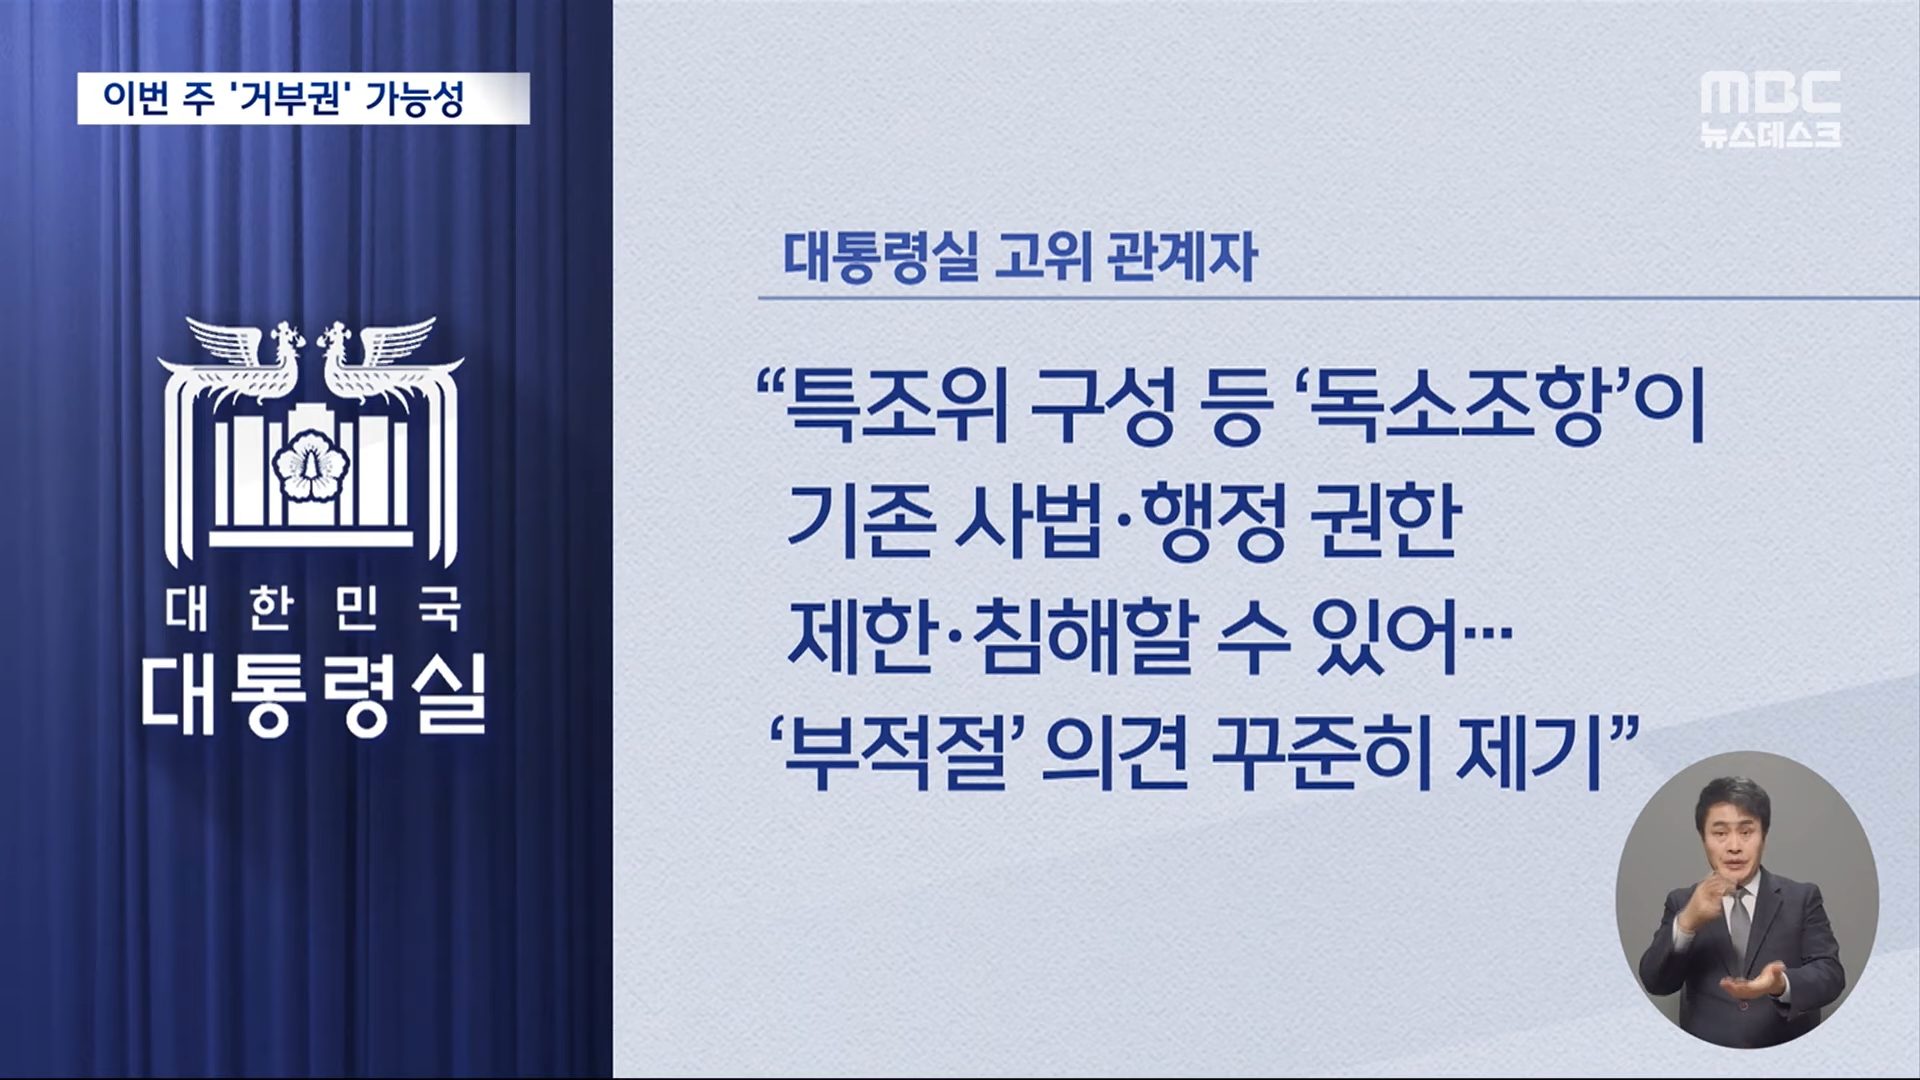 이번 주 '거부권' 가능성
MBC
뉴스데스크
대한민국
대통령실
대통령실 고위 관계자
“특조위 구성 등 ‘독소조항’이
기존 사법·행정 권한
제한·침해할 수 있어…
‘부적절’ 의견 꾸준히 제기”